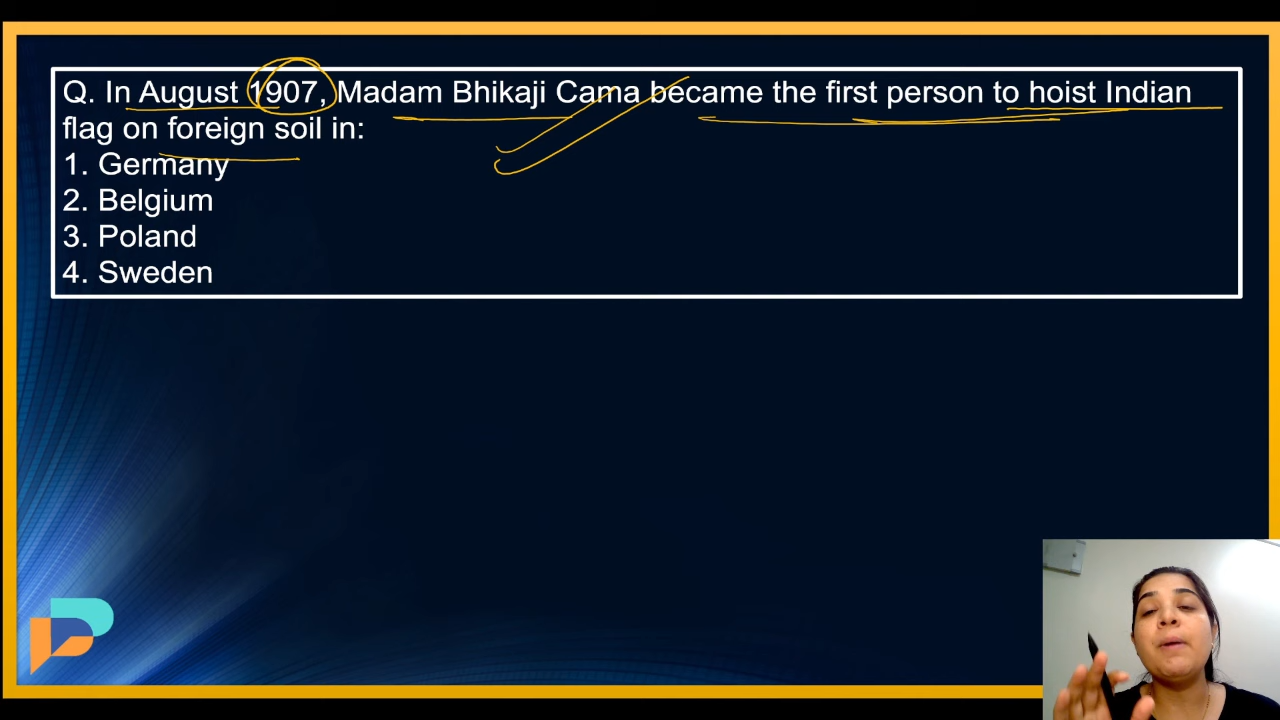 Q. In August 1907, Madam Bhikaji Cama became the first person to hoist Indian
flag on foreign soil in:
1. Germany
2. Belgium
3. Poland
4. Sweden